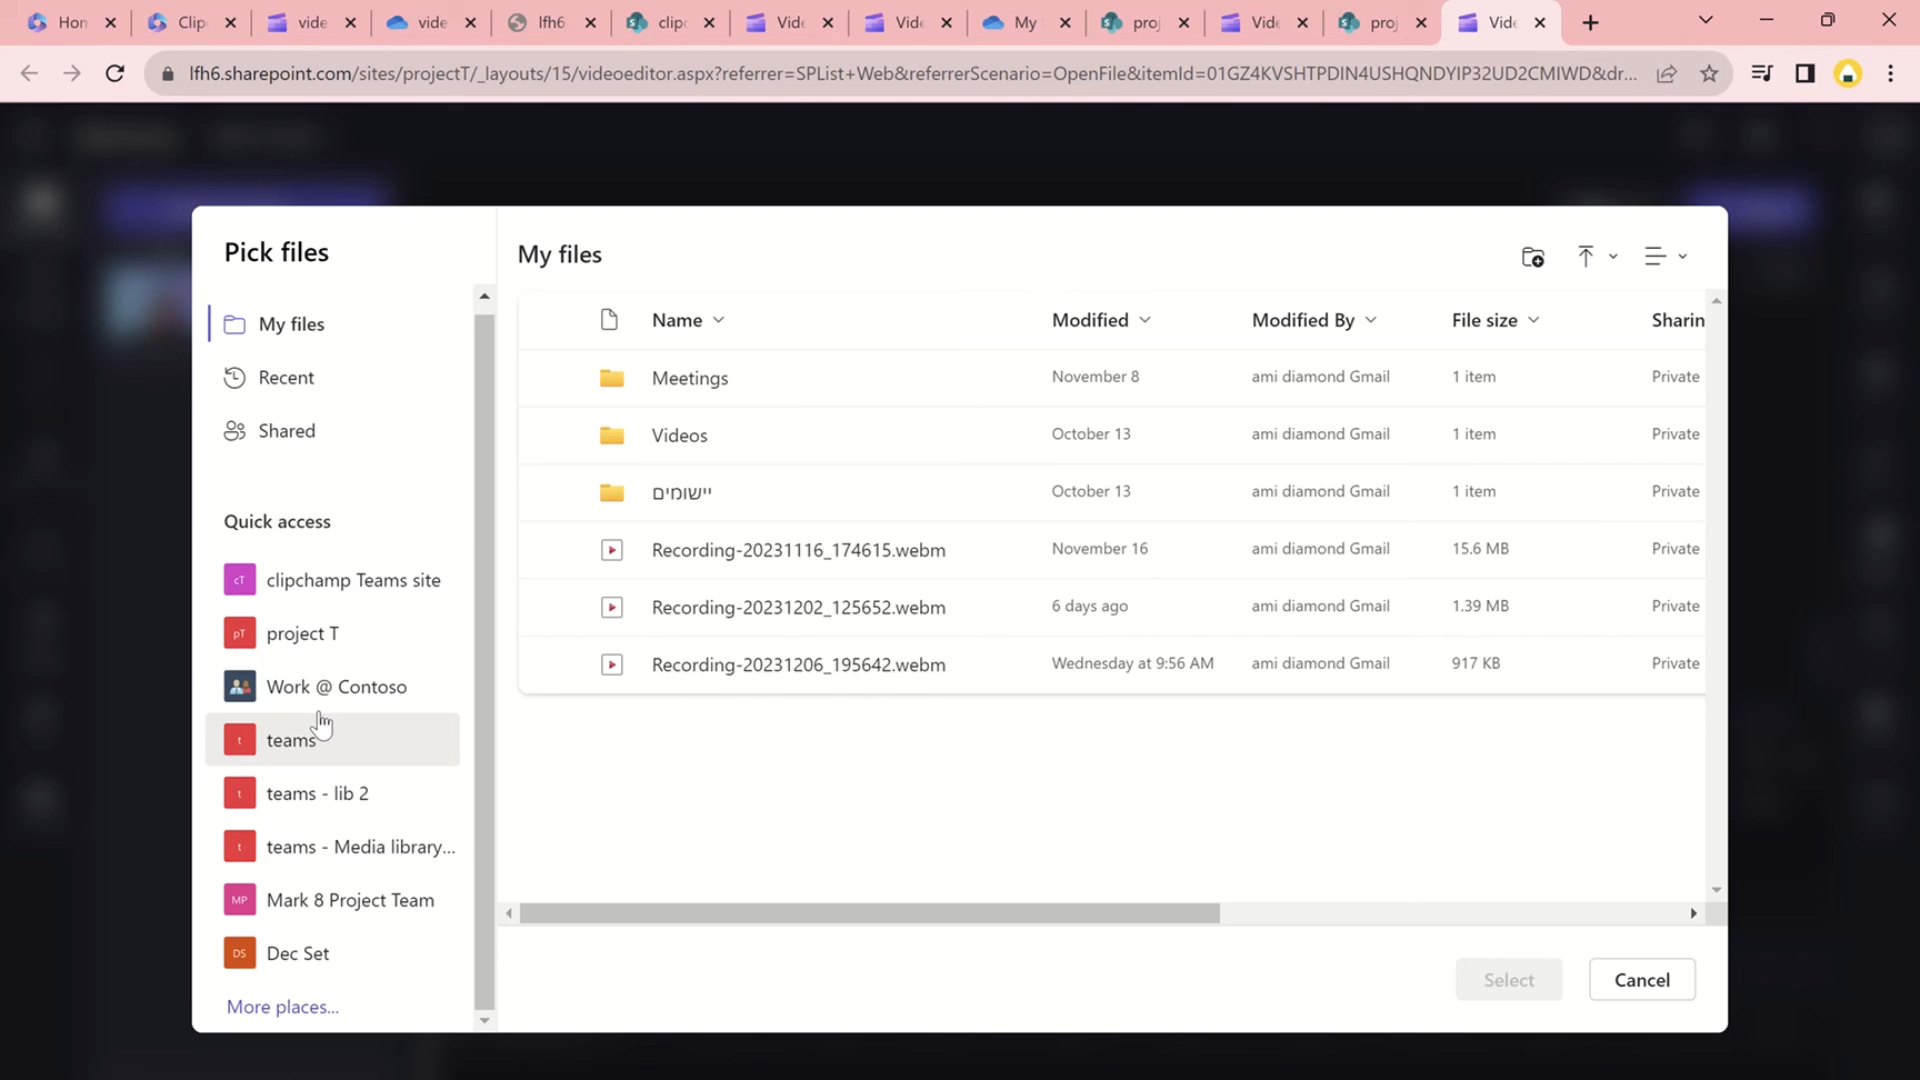 Hon
Clip
vide
vide
lfh6
clip
Vide
Vide
My
proj
Vide
proj
Vide
lfh6.sharepoint.com/sites/projectT/_layouts/15/videoeditor.aspx?referrer=SPList+Web&referrerScenario=OpenFile&itemId=01GZ4KVSHTPDIN4USHQNDYIP32UD2CMIWD&dr...
Pick files
My files
Recent
Shared
Quick access
cT clipchamp Teams site
pT project T
Work @ Contoso
t teams
t teams - lib 2
t teams - Media library...
MP Mark 8 Project Team
DS Dec Set
More places...
My files
Name Modified Modified By File size Sharin
Meetings November 8 ami diamond Gmail 1 item Private
Videos October 13 ami diamond Gmail 1 item Private
יישומים October 13 ami diamond Gmail 1 item Private
Recording-20231116_174615.webm November 16 ami diamond Gmail 15.6 MB Private
Recording-20231202_125652.webm 6 days ago ami diamond Gmail 1.39 MB Private
Recording-20231206_195642.webm Wednesday at 9:56 AM ami diamond Gmail 917 KB Private
Select Cancel